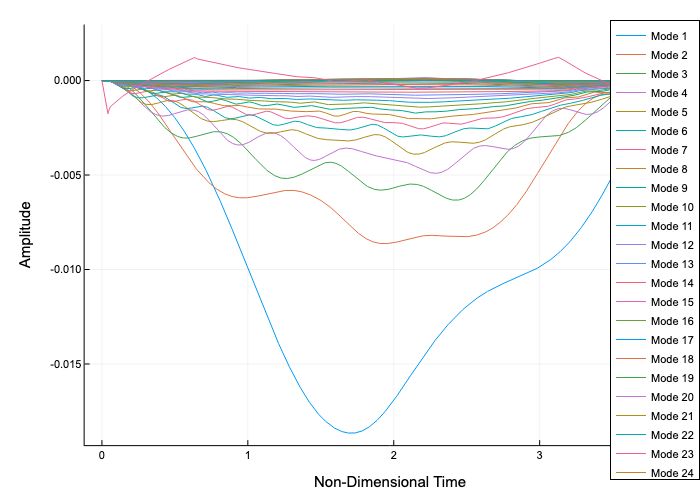 0.000
-0.005
-0.010
-0.015
Amplitude
0
1
2
3
Non-Dimensional Time
Mode 1
Mode 2
Mode 3
Mode 4
Mode 5
Mode 6
Mode 7
Mode 8
Mode 9
Mode 10
Mode 11
Mode 12
Mode 13
Mode 14
Mode 15
Mode 16
Mode 17
Mode 18
Mode 19
Mode 20
Mode 21
Mode 22
Mode 23
Mode 24